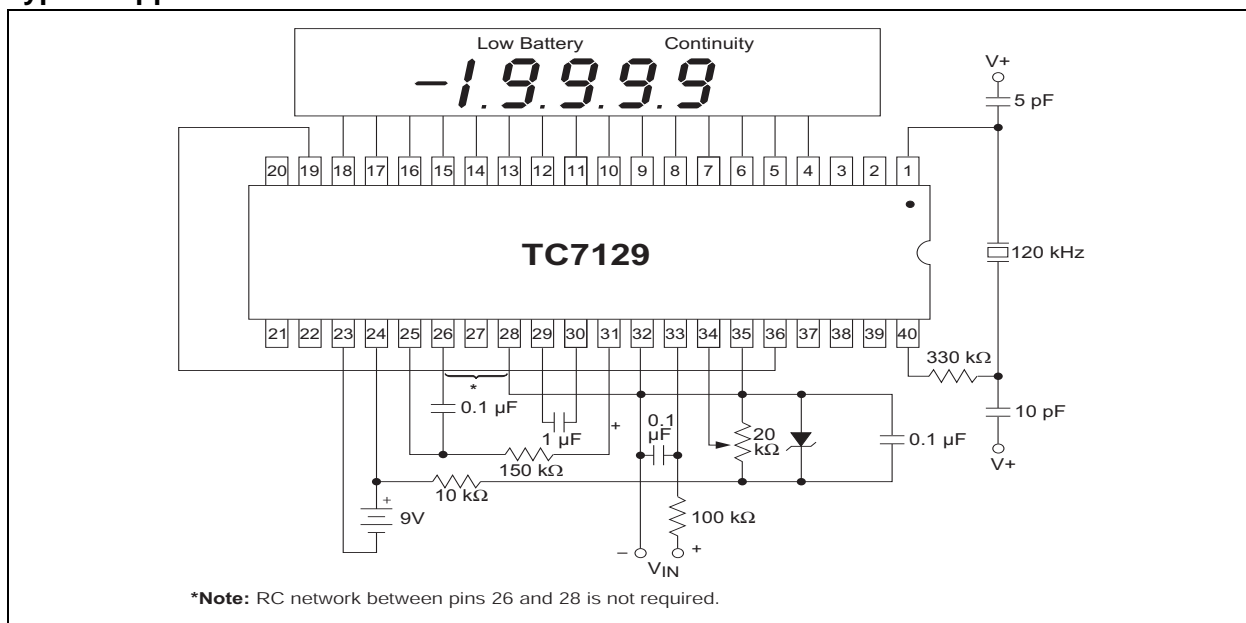 Low Battery Continuity
-1.9.9.9.9
V+
5 pF
20 19 18 17 16 15 14 13 12 11 10 9 8 7 6 5 4 3 2 1
TC7129
120 kHz
21 22 23 24 25 26 27 28 29 30 31 32 33 34 35 36 37 38 39 40
330 kΩ
*
0.1 µF
1 µF
+
0.1
µF
20
kΩ
0.1 µF
10 pF
V+
150 kΩ
10 kΩ
+
9V
100 kΩ
– +
VIN
*Note: RC network between pins 26 and 28 is not required.